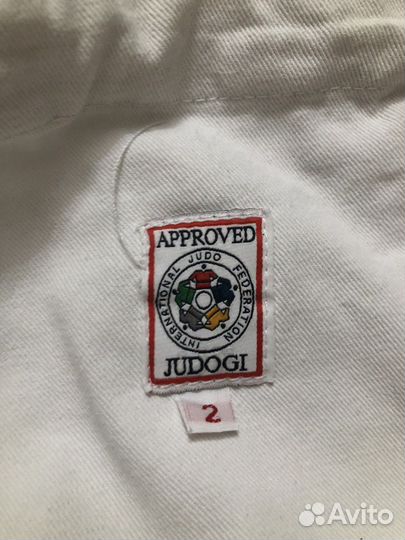 APPROVED
INTERNATIONAL JUDO FEDERATION
JUDOGI
2
Avito